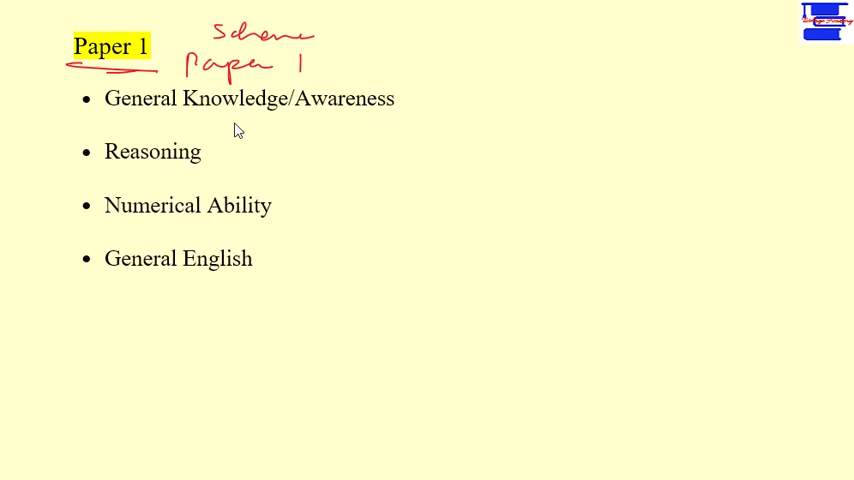 Scheme
Paper 1 Paper 1
• General Knowledge/Awareness
• Reasoning
• Numerical Ability
• General English